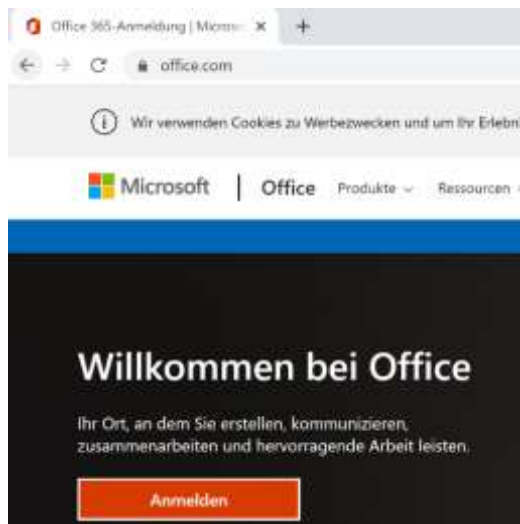 Office 365-Anmeldung | Micros
office.com
Wir verwenden Cookies zu Werbezwecken und um Ihr Erlebni
Microsoft | Office Produkte Ressourcen
Willkommen bei Office
Ihr Ort, an dem Sie erstellen, kommunizieren,
zusammenarbeiten und hervorragende Arbeit leisten.
Anmelden